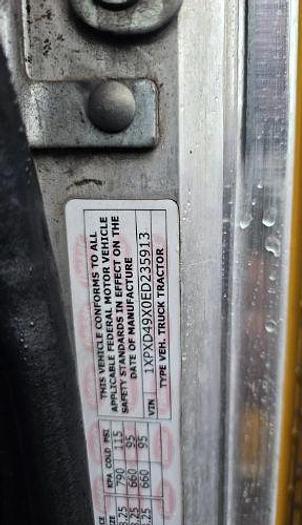 THIS VEHICLE CONFORMS TO ALL
APPLICABLE FEDERAL MOTOR VEHICLE
SAFETY STANDARDS IN EFFECT ON THE
DATE OF MANUFACTURE
VIN 1XPXD49X0ED235913
TYPE VEH. TRUCK TRACTOR
KPA COLD PSI
790 115
660 95
660 95